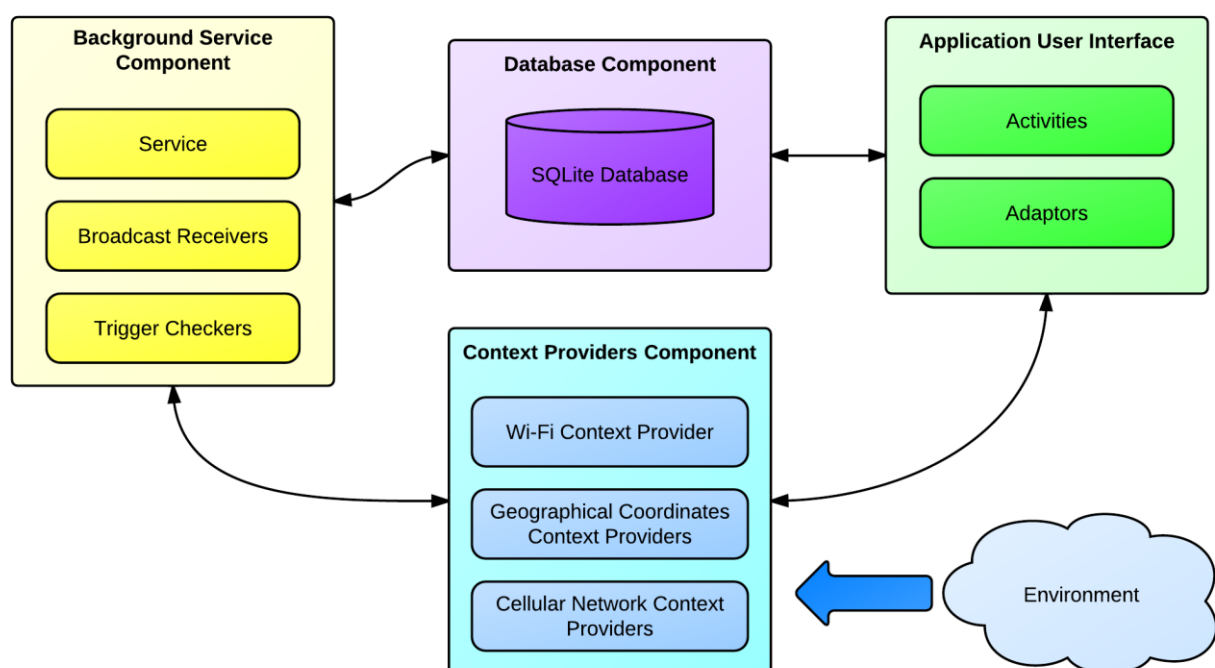 Background Service
Component
Service
Broadcast Receivers
Trigger Checkers
Database Component
SQLite Database
Application User Interface
Activities
Adaptors
Context Providers Component
Wi-Fi Context Provider
Geographical Coordinates
Context Providers
Cellular Network Context
Providers
Environment